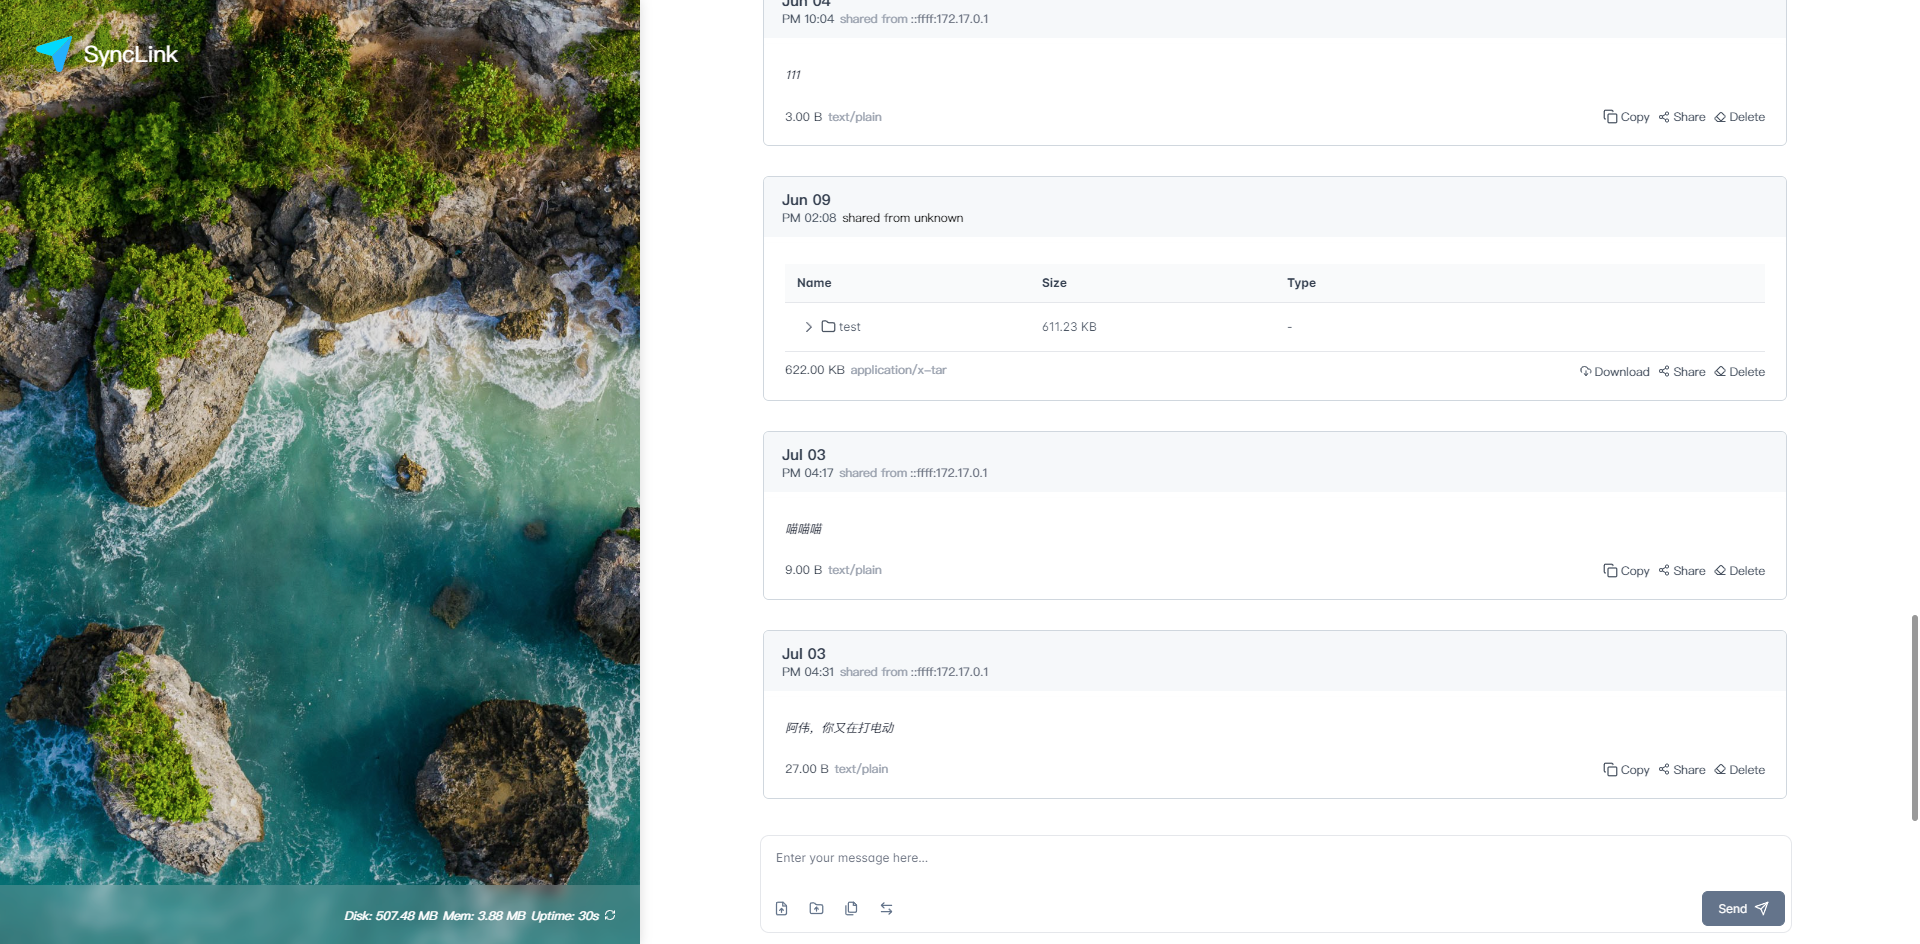 SyncLink
Disk: 507.48 MB Mem: 3.88 MB Uptime: 30s
Jun 04
PM 10:04 shared from ::ffff:172.17.0.1
111
3.00 B text/plain
Copy Share Delete
Jun 09
PM 02:08 shared from unknown
Name Size Type
test 611.23 KB -
622.00 KB application/x-tar
Download Share Delete
Jul 03
PM 04:17 shared from ::ffff:172.17.0.1
喵喵喵
9.00 B text/plain
Copy Share Delete
Jul 03
PM 04:31 shared from ::ffff:172.17.0.1
阿伟，你又在打电动
27.00 B text/plain
Copy Share Delete
Enter your message here...
Send